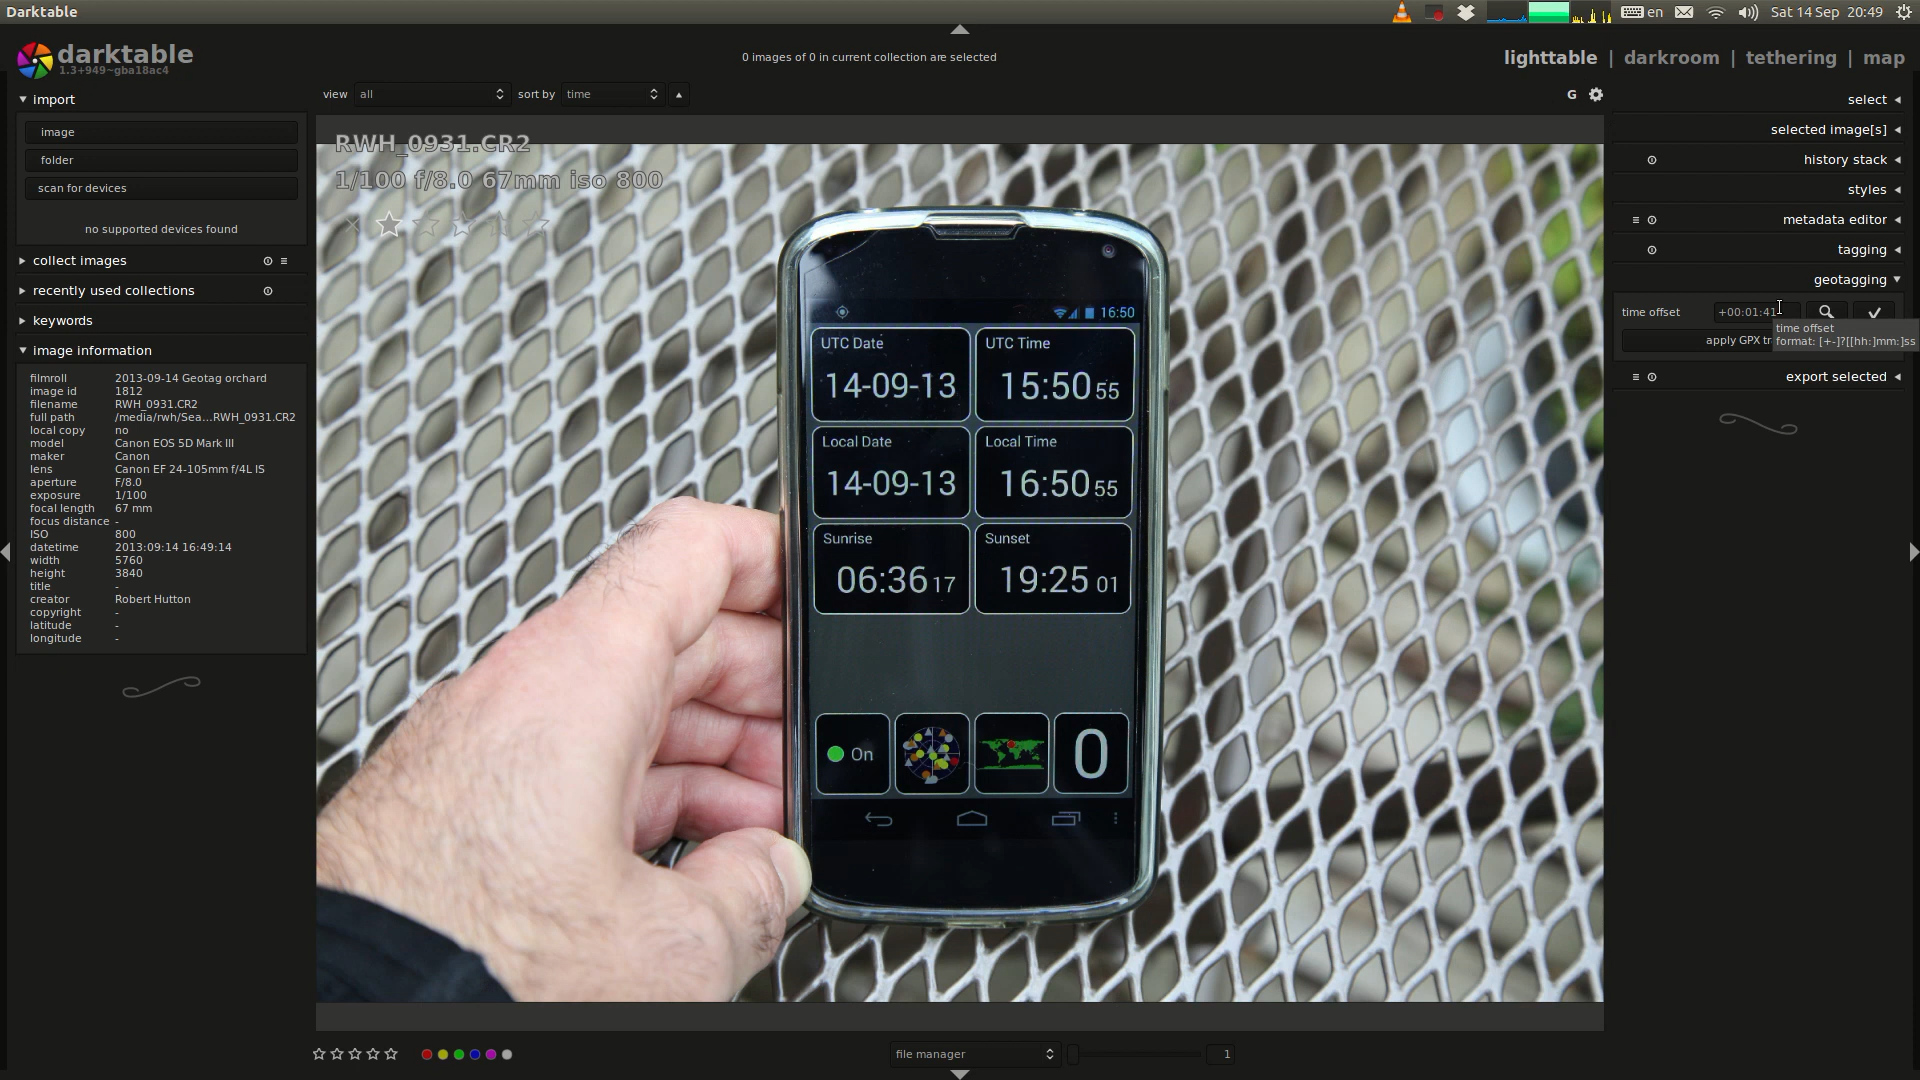 Darktable
en
Sat 14 Sep 20:49
darktable
1.3+949~gba18ac4
0 images of 0 in current collection are selected
lighttable | darkroom | tethering | map
import
image
folder
scan for devices
no supported devices found
collect images
recently used collections
keywords
image information
filmroll 2013-09-14 Geotag orchard
image id 1812
filename RWH_0931.CR2
full path /media/rwh/Sea...RWH_0931.CR2
local copy no
model Canon EOS 5D Mark III
maker Canon
lens Canon EF 24-105mm f/4L IS
aperture F/8.0
exposure 1/100
focal length 67 mm
focus distance -
ISO 800
datetime 2013:09:14 16:49:14
width 5760
height 3840
title -
creator Robert Hutton
copyright -
latitude -
longitude -
view all sort by time
G
RWH_0931.CR2
1/100 f/8.0 67mm iso 800
16:50
UTC Date
14-09-13
UTC Time
15:50 55
Local Date
14-09-13
Local Time
16:50 55
Sunrise
06:36 17
Sunset
19:25 01
On
0
file manager
1
select
selected image[s]
history stack
styles
metadata editor
tagging
geotagging
time offset +00:01:41
time offset
format: [+-]?[[hh:]mm:]ss
apply GPX tr
export selected